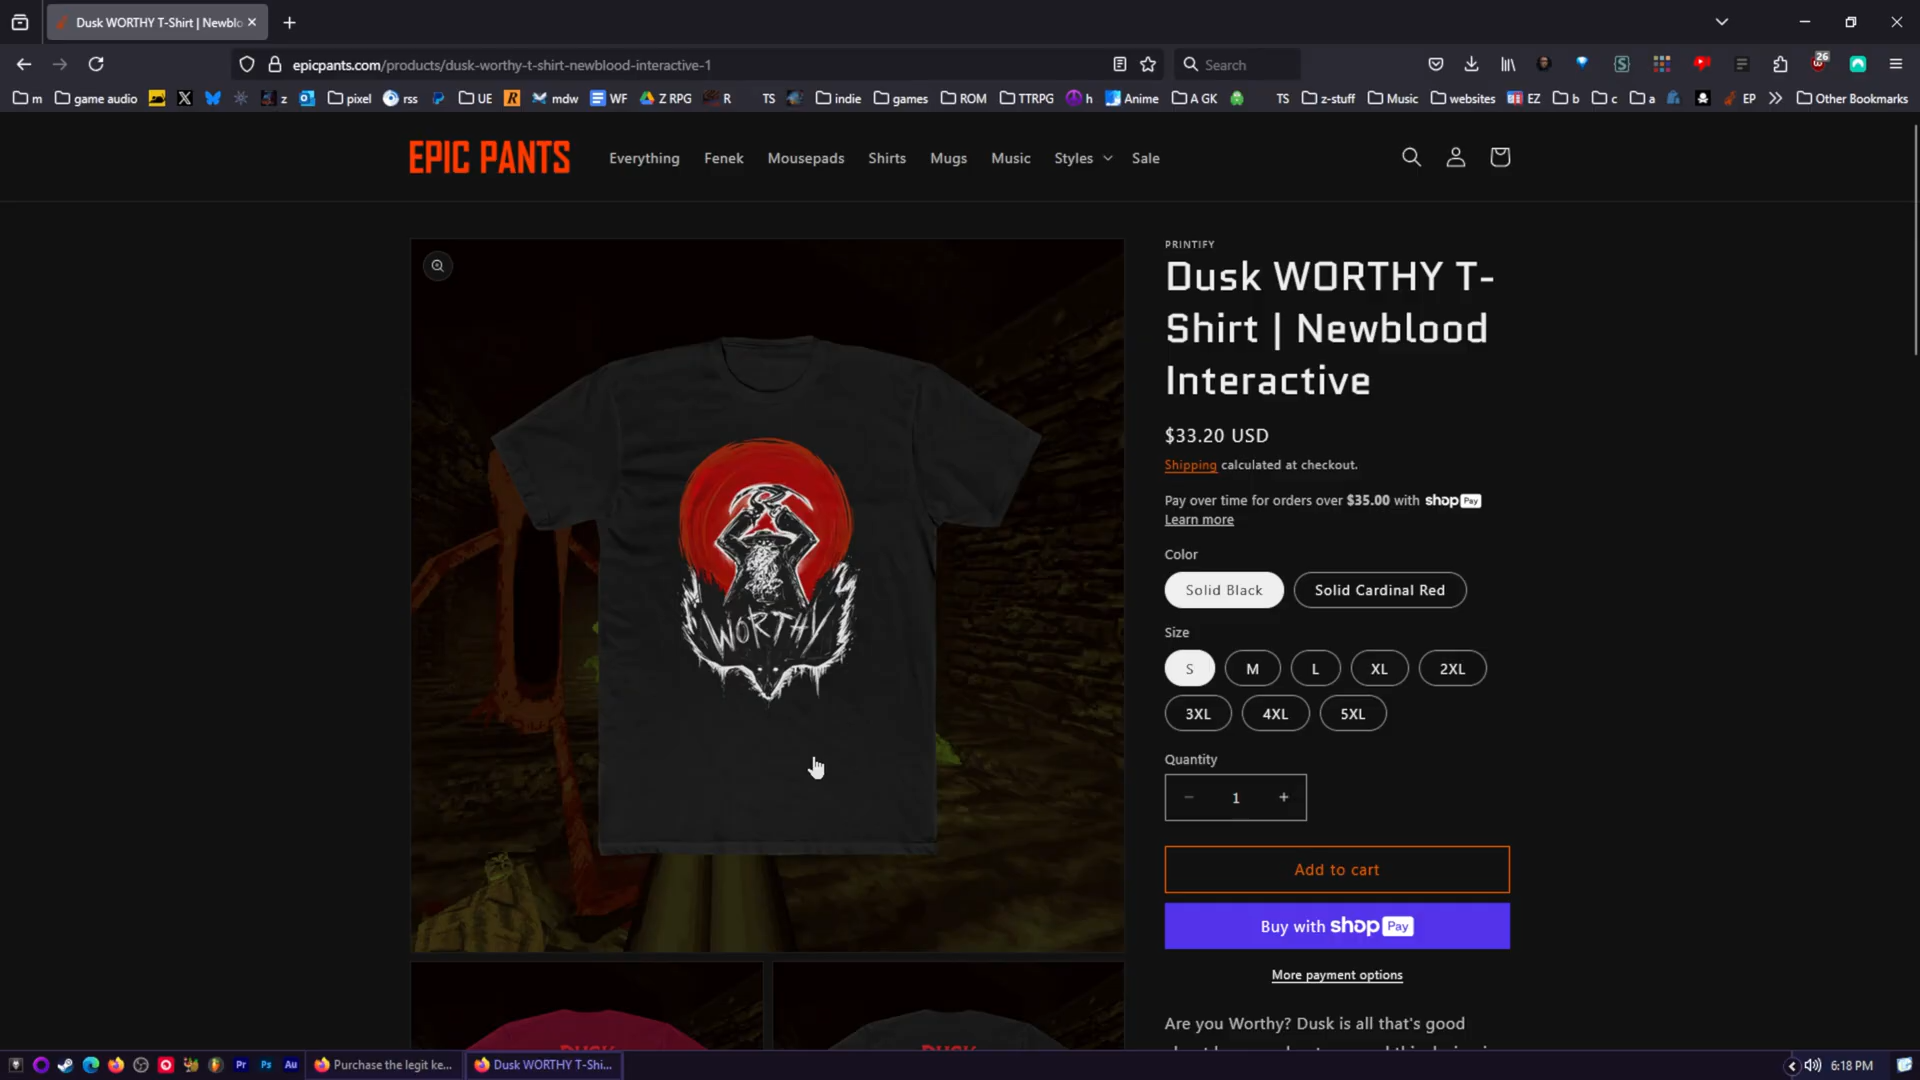 Dusk WORTHY T-Shirt | Newblo
epicpants.com/products/dusk-worthy-t-shirt-newblood-interactive-1
Search
26
m
game audio
z
pixel
rss
UE
mdw
WF
Z RPG
R
TS
indie
games
ROM
TTRPG
h
Anime
A GK
TS
z-stuff
Music
websites
EZ
b
c
a
EP
Other Bookmarks
EPIC PANTS
Everything
Fenek
Mousepads
Shirts
Mugs
Music
Styles
Sale
WORTHY
PRINTIFY
Dusk WORTHY T-
Shirt | Newblood
Interactive
$33.20 USD
Shipping calculated at checkout.
Pay over time for orders over $35.00 with shop Pay
Learn more
Color
Solid Black
Solid Cardinal Red
Size
S
M
L
XL
2XL
3XL
4XL
5XL
Quantity
− 1 +
Add to cart
Buy with shop Pay
More payment options
Are you Worthy? Dusk is all that's good
Pr
Ps
Au
Purchase the legit ke...
Dusk WORTHY T-Shi...
6:18 PM